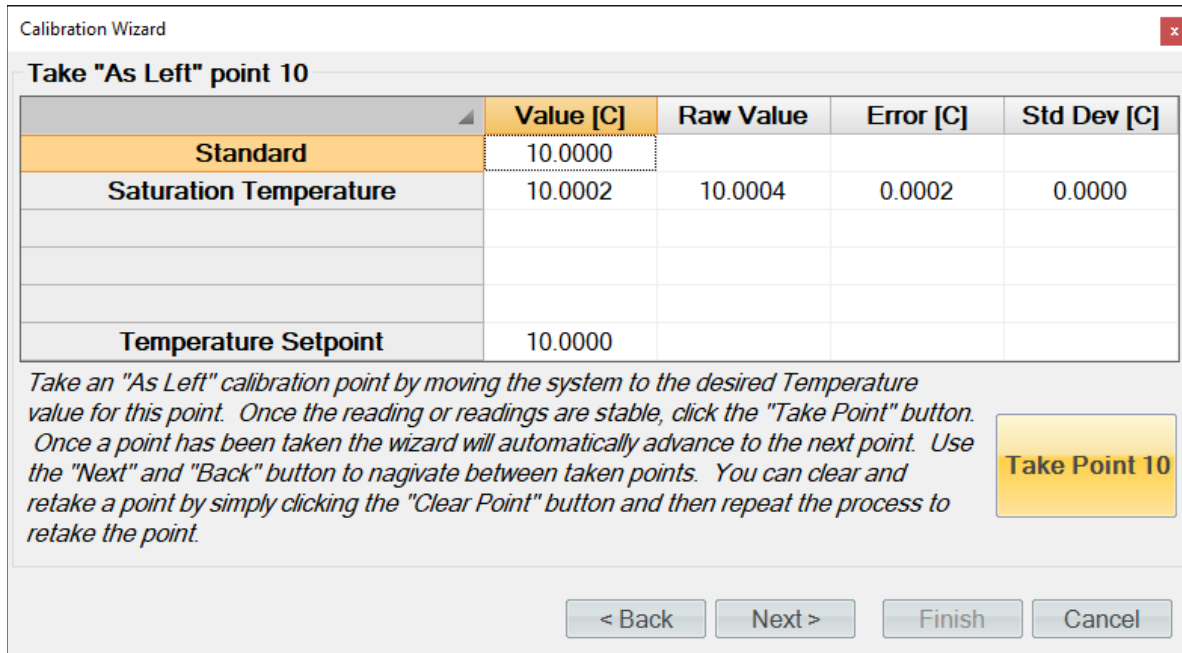 Calibration Wizard
x
Take "As Left" point 10
Value [C] Raw Value Error [C] Std Dev [C]
Standard 10.0000
Saturation Temperature 10.0002 10.0004 0.0002 0.0000
Temperature Setpoint 10.0000
Take an "As Left" calibration point by moving the system to the desired Temperature
value for this point. Once the reading or readings are stable, click the "Take Point" button.
Once a point has been taken the wizard will automatically advance to the next point. Use
the "Next" and "Back" button to nagivate between taken points. You can clear and
retake a point by simply clicking the "Clear Point" button and then repeat the process to
retake the point.
Take Point 10
< Back Next > Finish Cancel